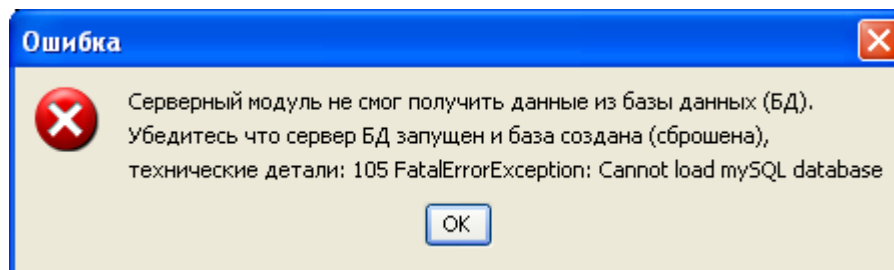 Ошибка
Серверный модуль не смог получить данные из базы данных (БД).
Убедитесь что сервер БД запущен и база создана (сброшена),
технические детали: 105 FatalErrorException: Cannot load mySQL database
OK